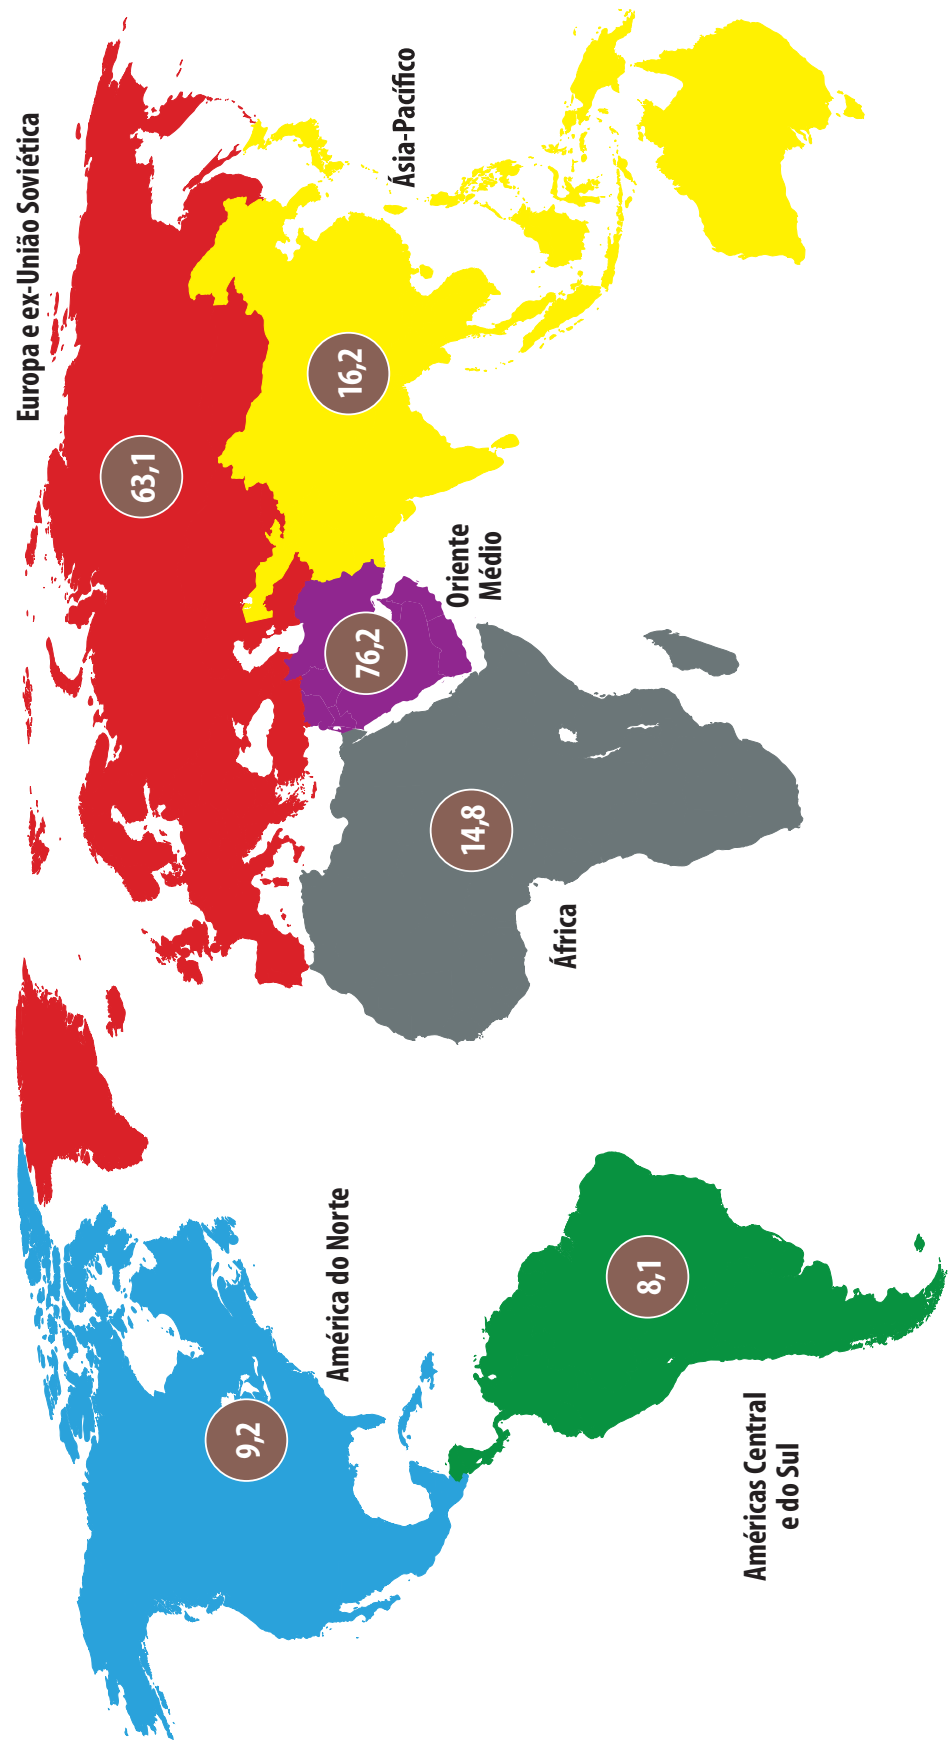 Europa e ex-União Soviética
63,1
Ásia-Pacífico
16,2
Oriente
Médio
76,2
14,8
África
América do Norte
9,2
8,1
Américas Central
e do Sul